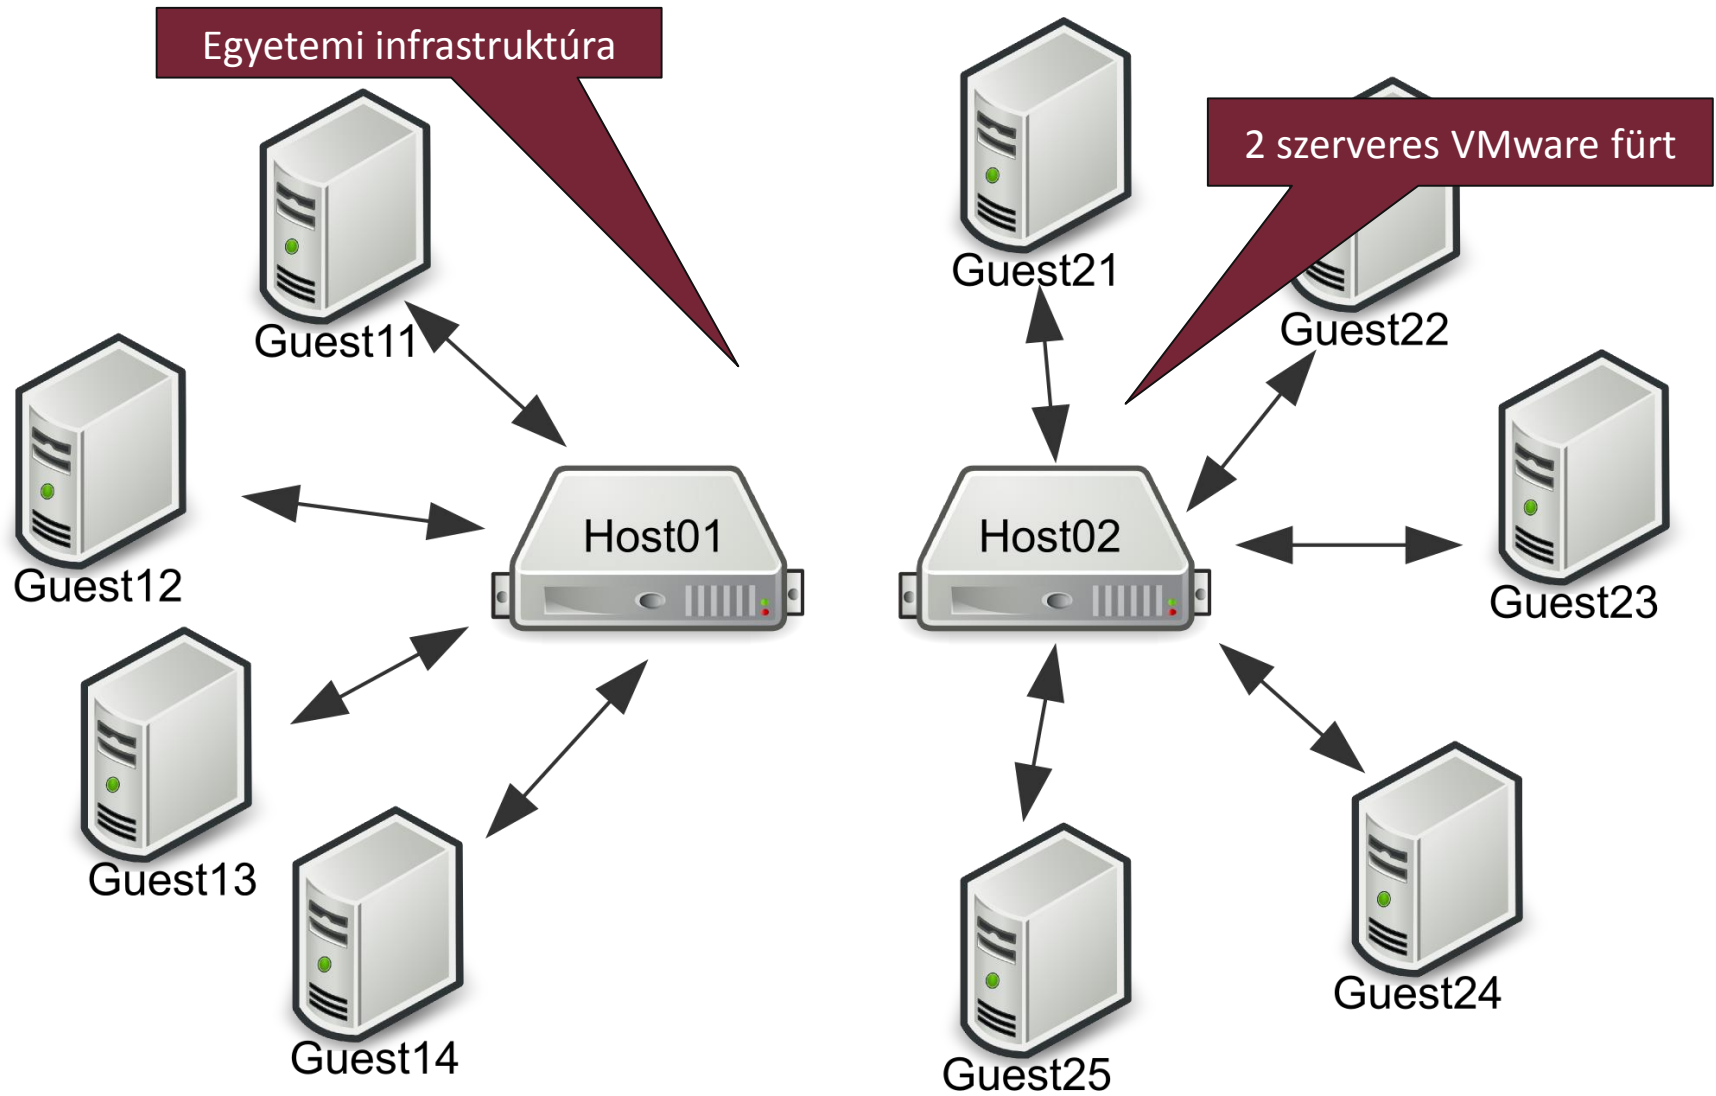 Egyetemi infrastruktúra
2 szerveres VMware fürt
Guest21
Guest11
Guest22
Host01
Host02
Guest12
Guest23
Guest13
Guest24
Guest14
Guest25